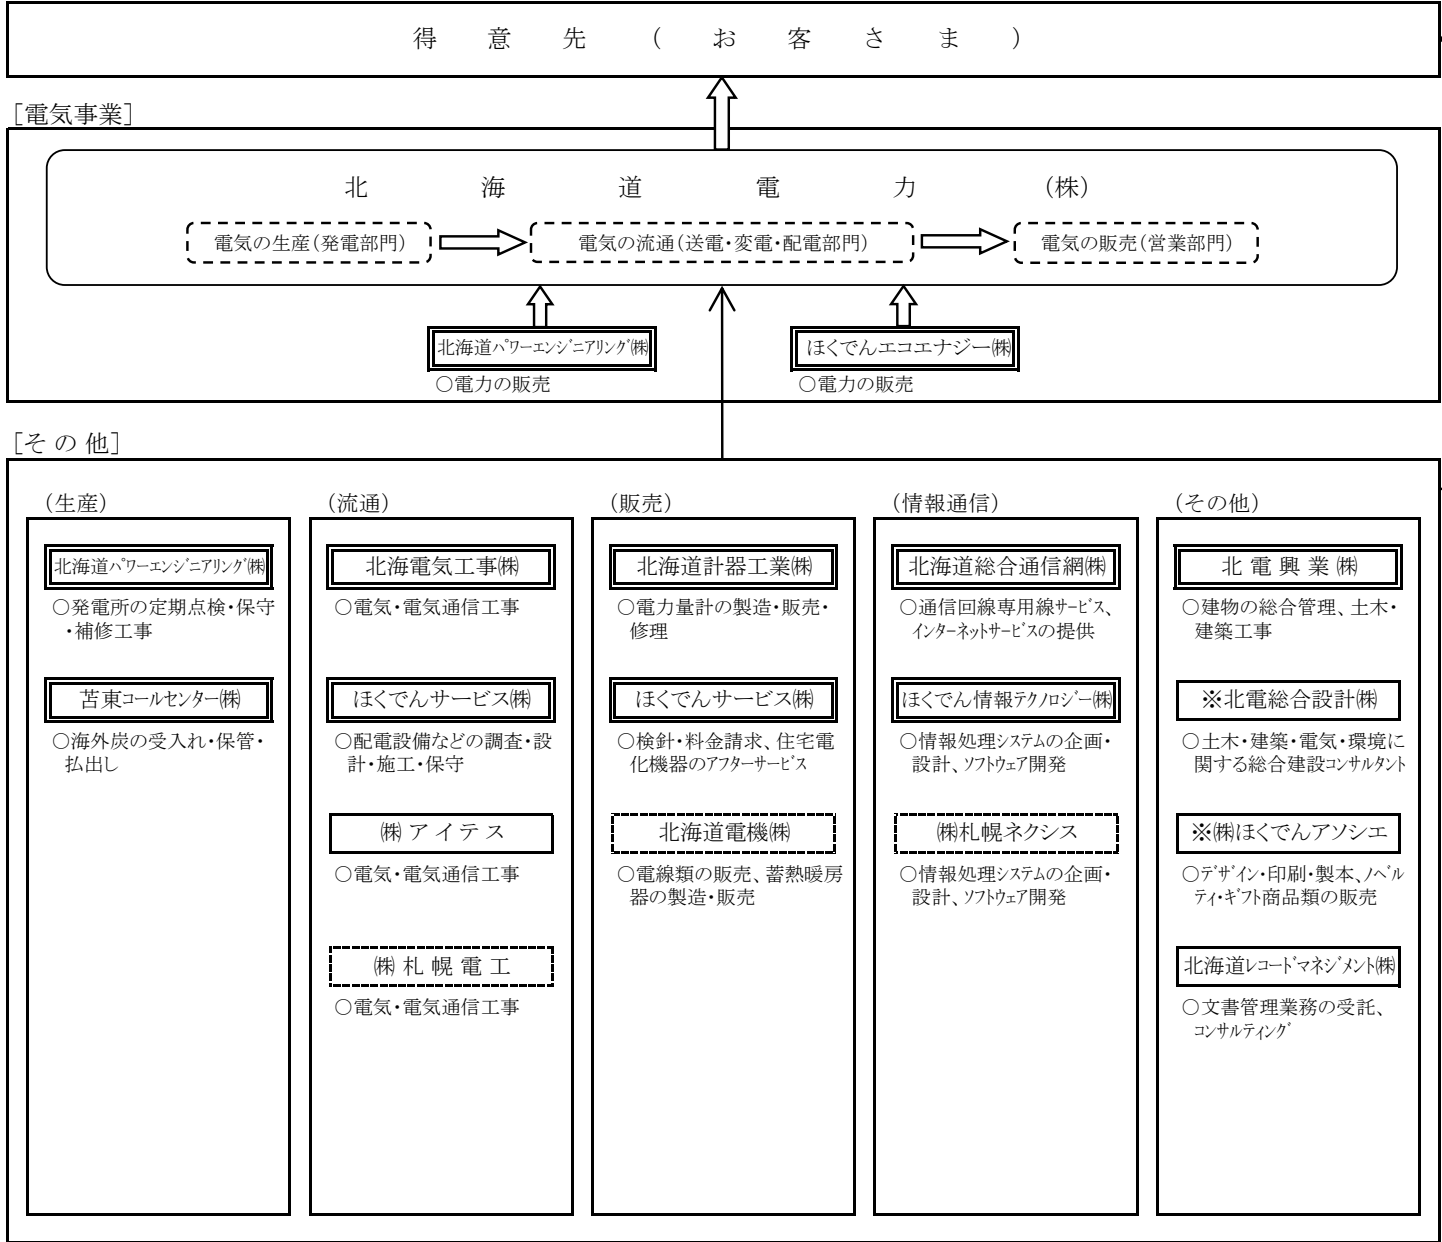 得意先（お客さま）
［電気事業］
北海道電力（株）
電気の生産（発電部門）
電気の流通（送電・変電・配電部門）
電気の販売（営業部門）
北海道ﾊﾟﾜｰｴﾝｼﾞﾆｱﾘﾝｸﾞ㈱
ほくでんエコエナジー㈱
○電力の販売
○電力の販売
［その他］
（生産）
北海道ﾊﾟﾜｰｴﾝｼﾞﾆｱﾘﾝｸﾞ㈱
○発電所の定期点検・保守
・補修工事
苫東ｺｰﾙｾﾝﾀｰ㈱
○海外炭の受入れ・保管・
払出し
（流通）
北海電気工事㈱
○電気・電気通信工事
ほくでんサービス㈱
○配電設備などの調査・設
計・施工・保守
㈱アイテス
○電気・電気通信工事
㈱札幌電工
○電気・電気通信工事
（販売）
北海道計器工業㈱
○電力量計の製造・販売・
修理
ほくでんサービス㈱
○検針・料金請求、住宅電
化機器のｱﾌﾀｰｻｰﾋﾞｽ
北海道電機㈱
○電線類の販売、蓄熱暖房
器の製造・販売
（情報通信）
北海道総合通信網㈱
○通信回線専用線ｻｰﾋﾞｽ、
ｲﾝﾀｰﾈｯﾄｻｰﾋﾞｽの提供
ほくでん情報ﾃｸﾉﾛｼﾞｰ㈱
○情報処理ｼｽﾃﾑの企画・
設計、ｿﾌﾄｳｪｱ開発
㈱札幌ネクシス
○情報処理ｼｽﾃﾑの企画・
設計、ｿﾌﾄｳｪｱ開発
（その他）
北電興業㈱
○建物の総合管理、土木・
建築工事
※北電総合設計㈱
○土木・建築・電気・環境に
関する総合建設ｺﾝｻﾙﾀﾝﾄ
※㈱ほくでんアソシエ
○ﾃﾞｻﾞｲﾝ・印刷・製本、ﾉﾍﾞﾙ
ﾃｨ・ｷﾞﾌﾄ商品類の販売
北海道ﾚｺｰﾄﾞﾏﾈｼﾞﾒﾝﾄ㈱
○文書管理業務の受託、
ｺﾝｻﾙﾃｨﾝｸﾞ